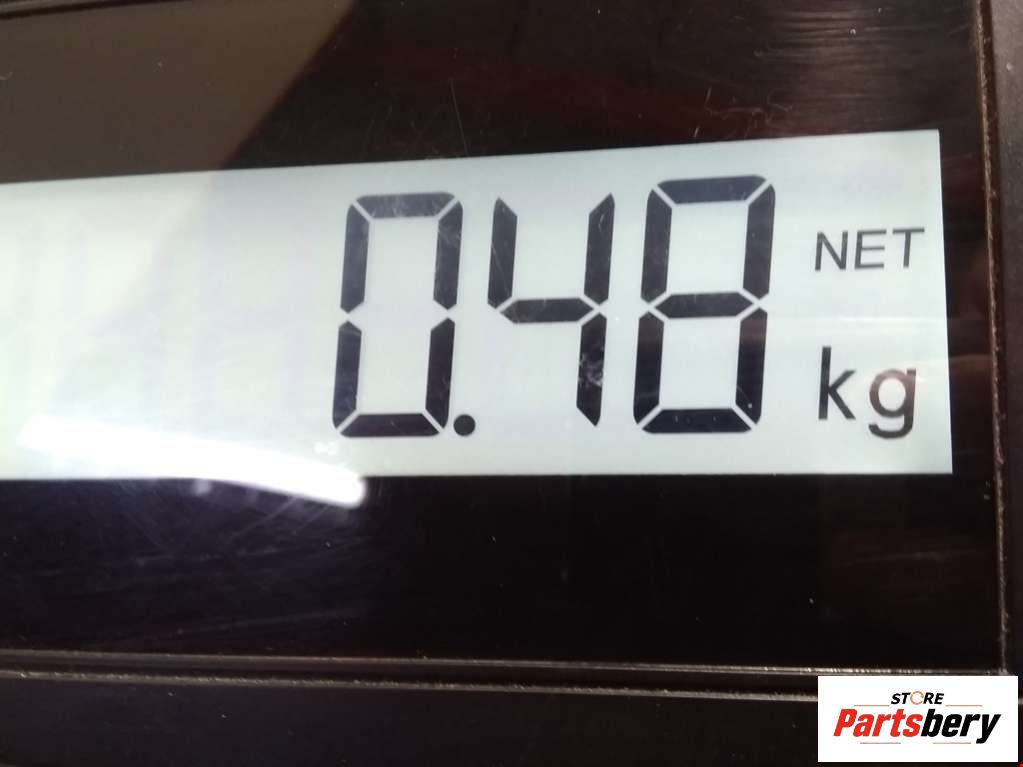 0.48 NET
kg
STORE
Partsbery